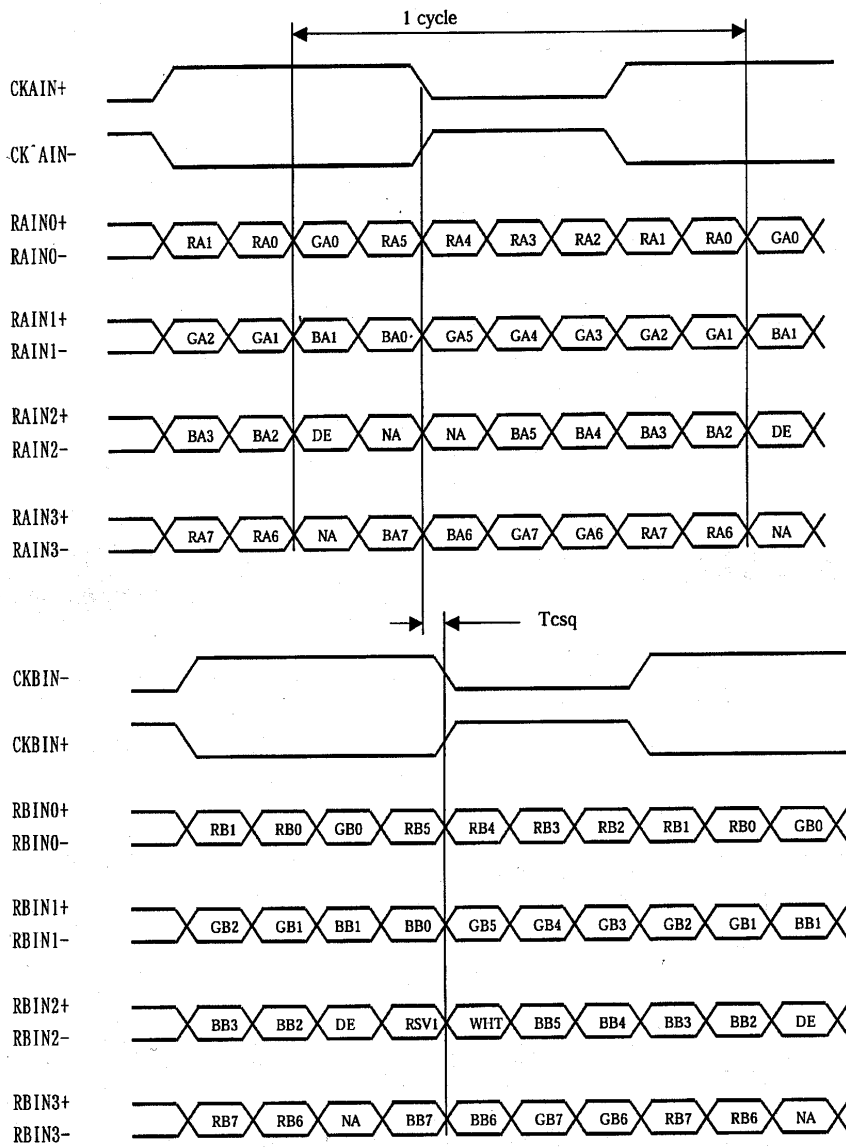 1 cycle
CKAIN+
CK^AIN-
RAIN0+
RA1 RA0 GA0 RA5 RA4 RA3 RA2 RA1 RA0 GA0
RAIN0-
RAIN1+
GA2 GA1 BA1 BA0 GA5 GA4 GA3 GA2 GA1 BA1
RAIN1-
RAIN2+
BA3 BA2 DE NA NA BA5 BA4 BA3 BA2 DE
RAIN2-
RAIN3+
RA7 RA6 NA BA7 BA6 GA7 GA6 RA7 RA6 NA
RAIN3-
Tcsq
CKBIN-
CKBIN+
RBIN0+
RB1 RB0 GB0 RB5 RB4 RB3 RB2 RB1 RB0 GB0
RBIN0-
RBIN1+
GB2 GB1 BB1 BB0 GB5 GB4 GB3 GB2 GB1 BB1
RBIN1-
RBIN2+
BB3 BB2 DE RSV1 WHT BB5 BB4 BB3 BB2 DE
RBIN2-
RBIN3+
RB7 RB6 NA BB7 BB6 GB7 GB6 RB7 RB6 NA
RBIN3-